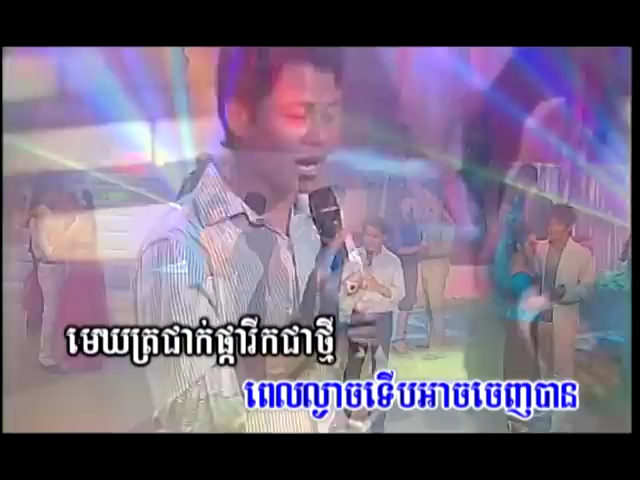 មេឃត្រជាក់ផ្ការីកជាថ្មី
ពេលល្ងាចទើបអាចចេញបាន